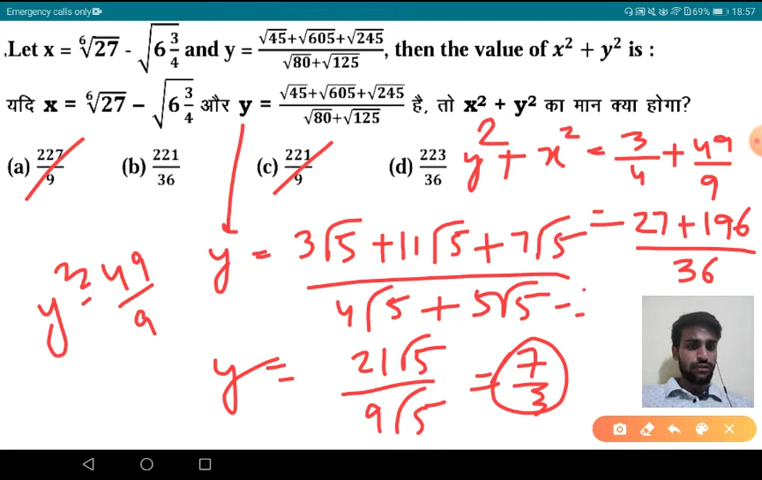 Emergency calls only 69% 18:57
.Let x = ⁶√27 - √6 3/4 and y = (√45+√605+√245)/(√80+√125), then the value of x² + y² is :
यदि x = ⁶√27 − √6 3/4 और y = (√45+√605+√245)/(√80+√125) है, तो x² + y² का मान क्या होगा?
(a) 227/9 (b) 221/36 (c) 221/9 (d) 223/36
y² + x² = 3/4 + 49/9
= (27+196)/36
y = (3√5 + 11√5 + 7√5)/(4√5 + 5√5)
y² = 49/9
y = 21√5/9√5 = 7/3